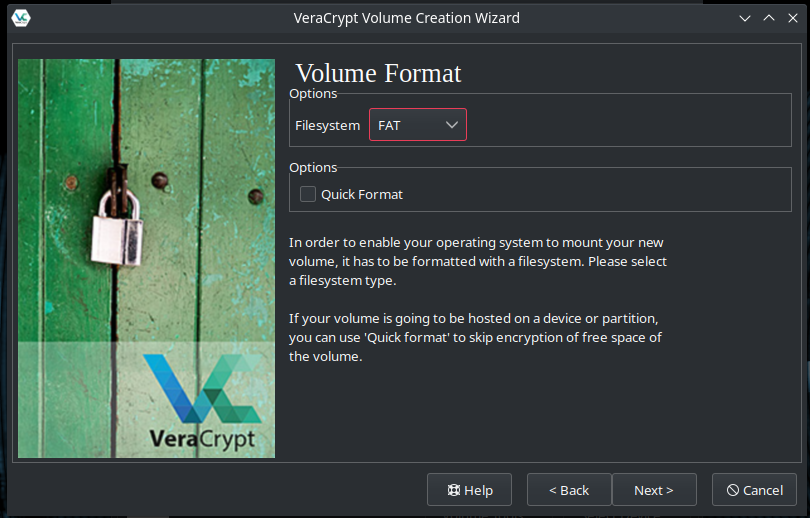 VeraCrypt Volume Creation Wizard
Volume Format
Options
Filesystem FAT
Options
Quick Format
In order to enable your operating system to mount your new
volume, it has to be formatted with a filesystem. Please select
a filesystem type.
If your volume is going to be hosted on a device or partition,
you can use 'Quick format' to skip encryption of free space of
the volume.
VeraCrypt
Help < Back Next > Cancel